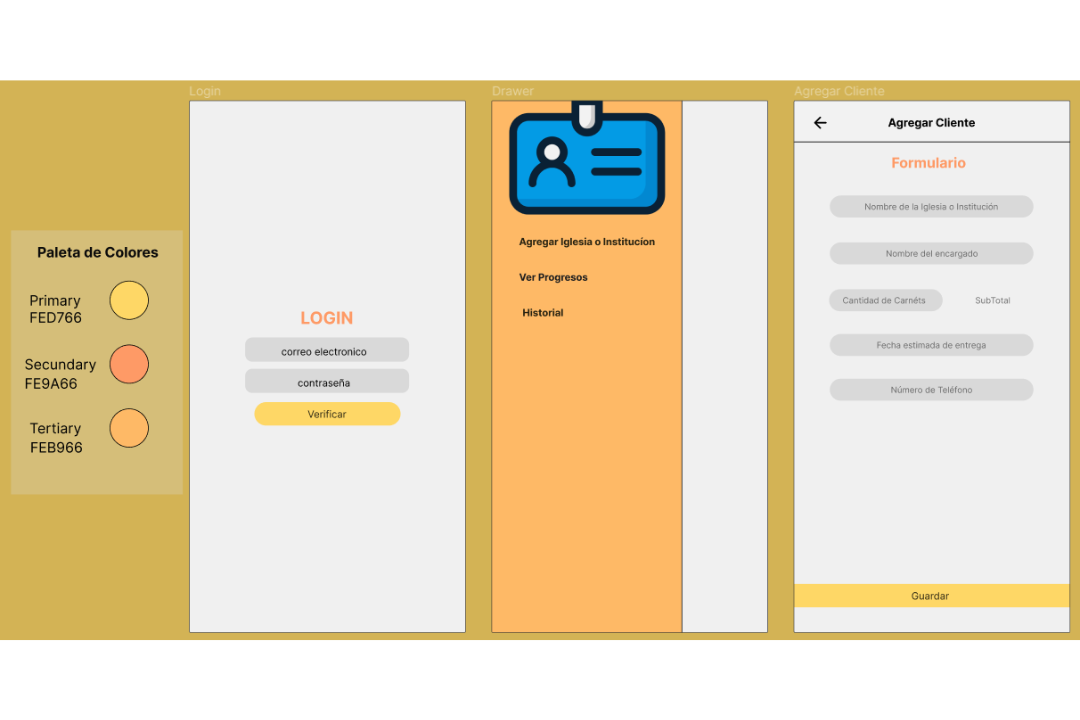 Paleta de Colores
Primary
FED766
Secundary
FE9A66
Tertiary
FEB966
Login
LOGIN
correo electronico
contraseña
Verificar
Drawer
Agregar Iglesia o Institucíon
Ver Progresos
Historial
Agregar Cliente
Agregar Cliente
Formulario
Nombre de la Iglesia o Institución
Nombre del encargado
Cantidad de Carnéts
SubTotal
Fecha estimada de entrega
Número de Teléfono
Guardar